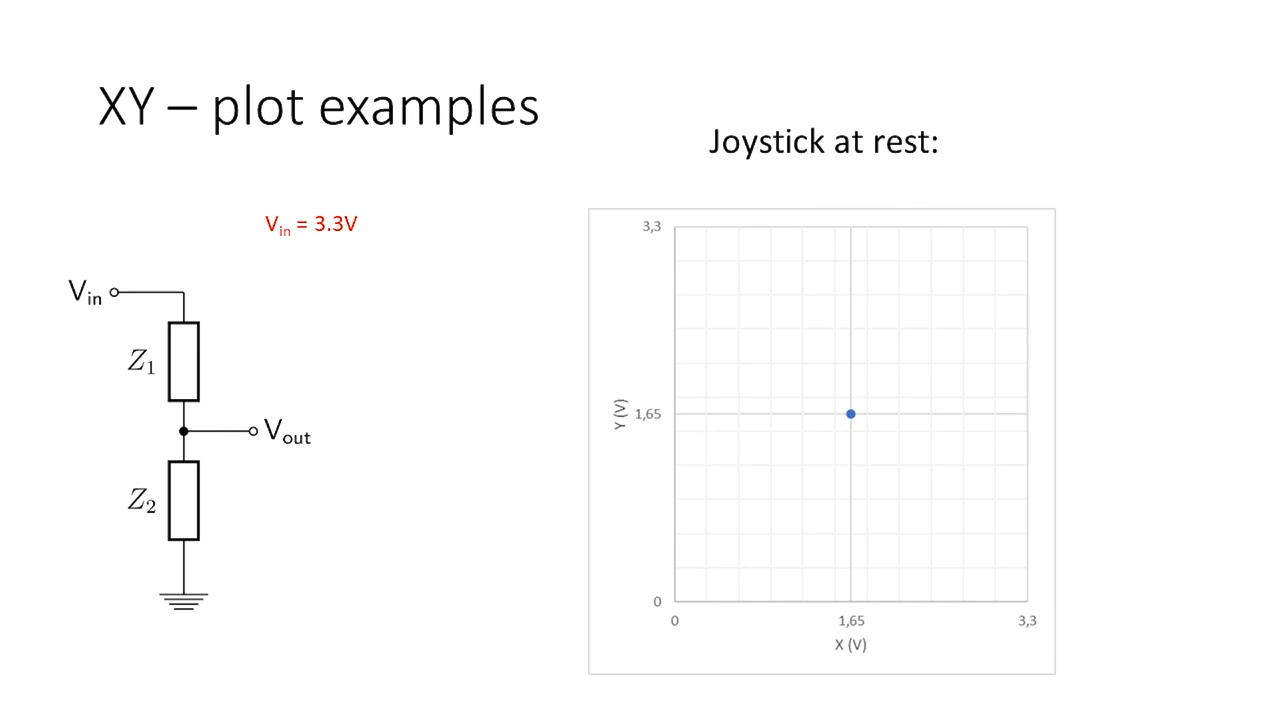 XY – plot examples
Joystick at rest:
Vin = 3.3V
Vin
Z1
Vout
Z2
3,3
Y (V)
1,65
0
0
1,65
3,3
X (V)